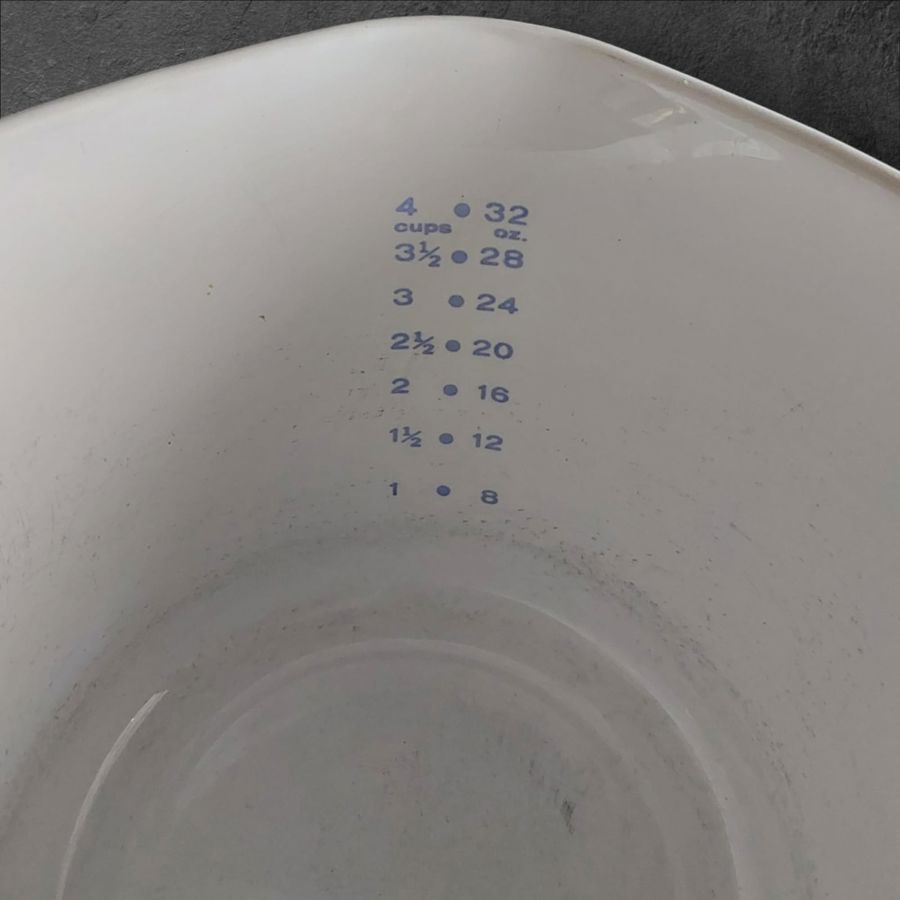 4 • 32
cups oz.
3½ • 28
3 • 24
2½ • 20
2 • 16
1½ • 12
1 • 8